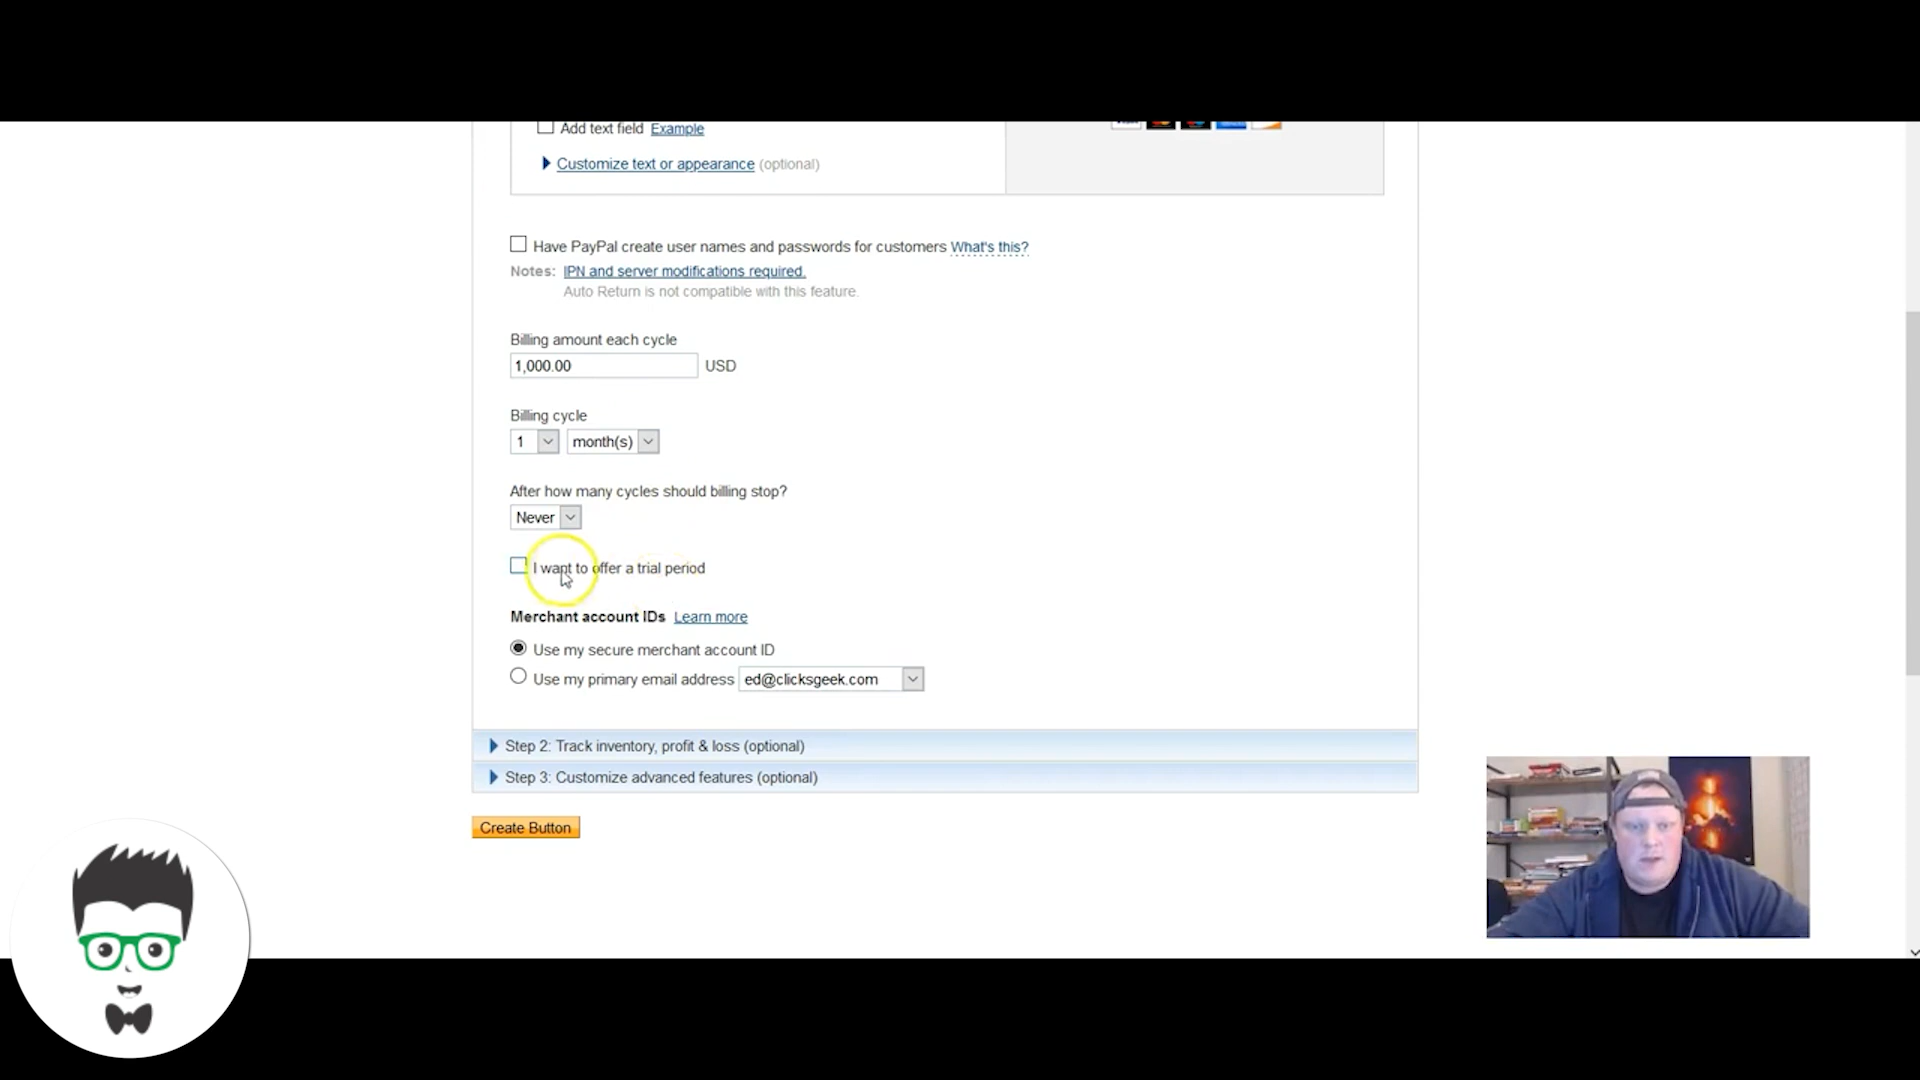 Add text field Example
Customize text or appearance (optional)
Have PayPal create user names and passwords for customers What's this?
Notes: IPN and server modifications required.
Auto Return is not compatible with this feature.
Billing amount each cycle
1,000.00 USD
Billing cycle
1 month(s)
After how many cycles should billing stop?
Never
I want to offer a trial period
Merchant account IDs Learn more
Use my secure merchant account ID
Use my primary email address ed@clicksgeek.com
Step 2: Track inventory, profit & loss (optional)
Step 3: Customize advanced features (optional)
Create Button